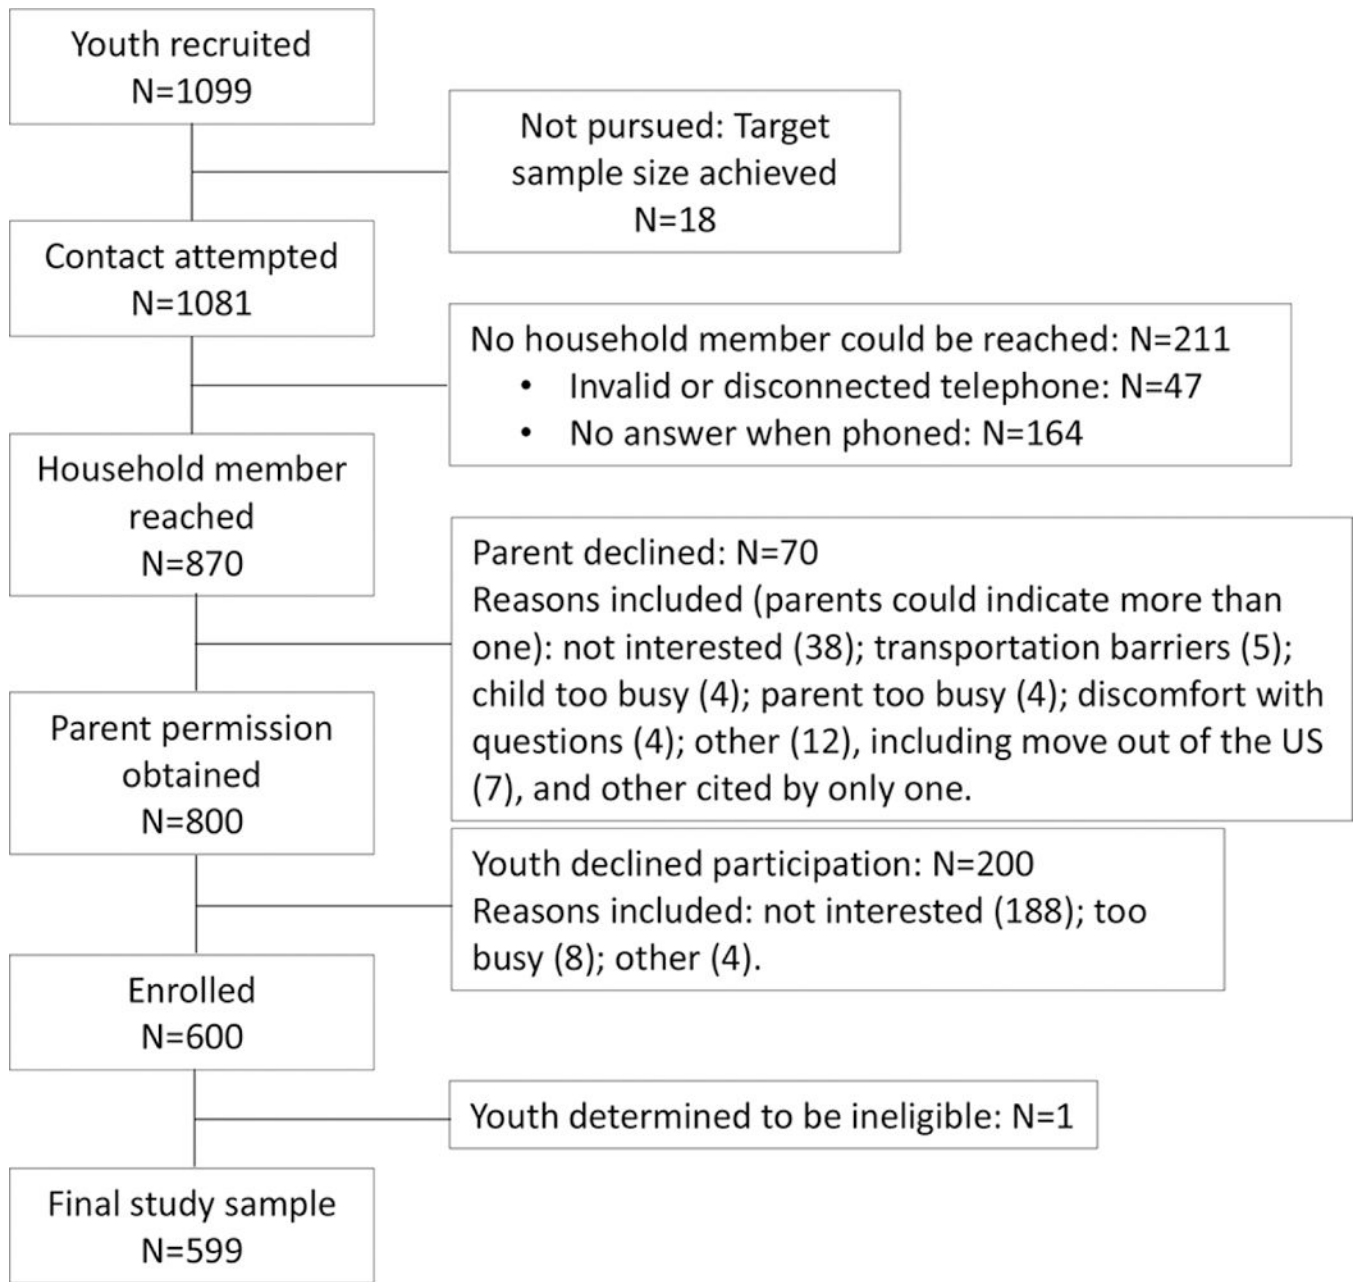 Youth recruited
N=1099
Not pursued: Target
sample size achieved
N=18
Contact attempted
N=1081
No household member could be reached: N=211
• Invalid or disconnected telephone: N=47
• No answer when phoned: N=164
Household member
reached
N=870
Parent declined: N=70
Reasons included (parents could indicate more than
one): not interested (38); transportation barriers (5);
child too busy (4); parent too busy (4); discomfort with
questions (4); other (12), including move out of the US
(7), and other cited by only one.
Parent permission
obtained
N=800
Youth declined participation: N=200
Reasons included: not interested (188); too
busy (8); other (4).
Enrolled
N=600
Youth determined to be ineligible: N=1
Final study sample
N=599